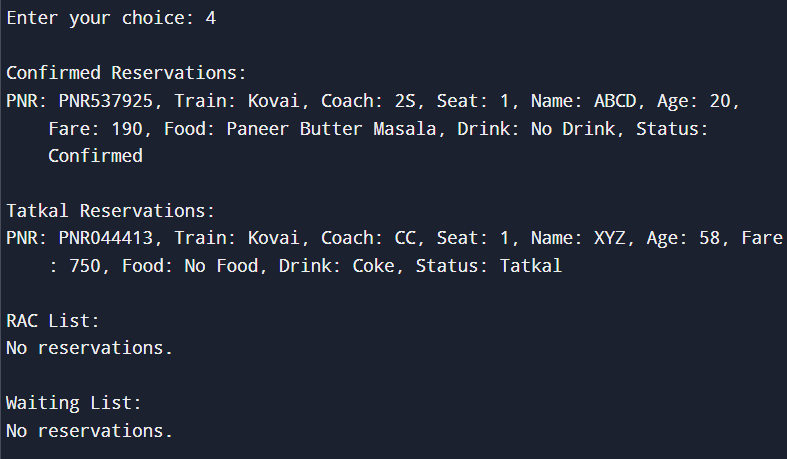 Enter your choice: 4
Confirmed Reservations:
PNR: PNR537925, Train: Kovai, Coach: 2S, Seat: 1, Name: ABCD, Age: 20,
Fare: 190, Food: Paneer Butter Masala, Drink: No Drink, Status:
Confirmed
Tatkal Reservations:
PNR: PNR044413, Train: Kovai, Coach: CC, Seat: 1, Name: XYZ, Age: 58, Fare
: 750, Food: No Food, Drink: Coke, Status: Tatkal
RAC List:
No reservations.
Waiting List:
No reservations.